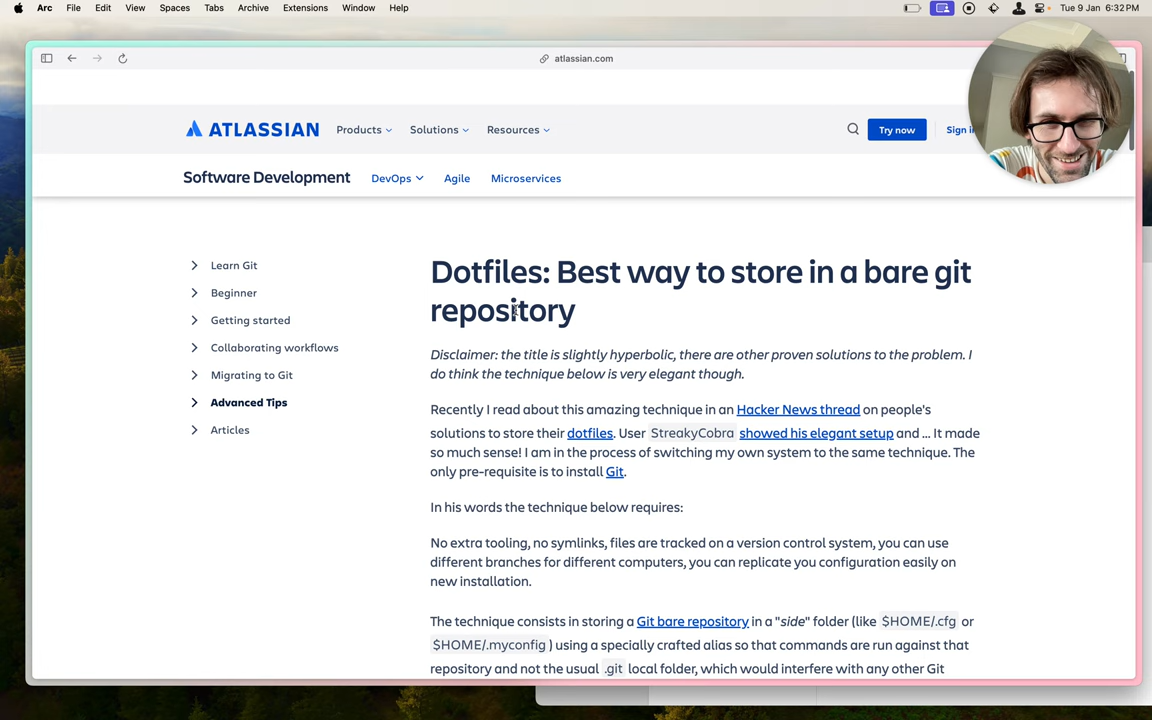 Arc File Edit View Spaces Tabs Archive Extensions Window Help Tue 9 Jan 6:32 PM
atlassian.com
ATLASSIAN Products Solutions Resources Try now Sign in
Software Development DevOps Agile Microservices
Learn Git
Beginner
Getting started
Collaborating workflows
Migrating to Git
Advanced Tips
Articles
Dotfiles: Best way to store in a bare git
repository
Disclaimer: the title is slightly hyperbolic, there are other proven solutions to the problem. I
do think the technique below is very elegant though.
Recently I read about this amazing technique in an Hacker News thread on people's
solutions to store their dotfiles. User StreakyCobra showed his elegant setup and ... It made
so much sense! I am in the process of switching my own system to the same technique. The
only pre-requisite is to install Git.
In his words the technique below requires:
No extra tooling, no symlinks, files are tracked on a version control system, you can use
different branches for different computers, you can replicate you configuration easily on
new installation.
The technique consists in storing a Git bare repository in a "side" folder (like $HOME/.cfg or
$HOME/.myconfig ) using a specially crafted alias so that commands are run against that
repository and not the usual .git local folder, which would interfere with any other Git